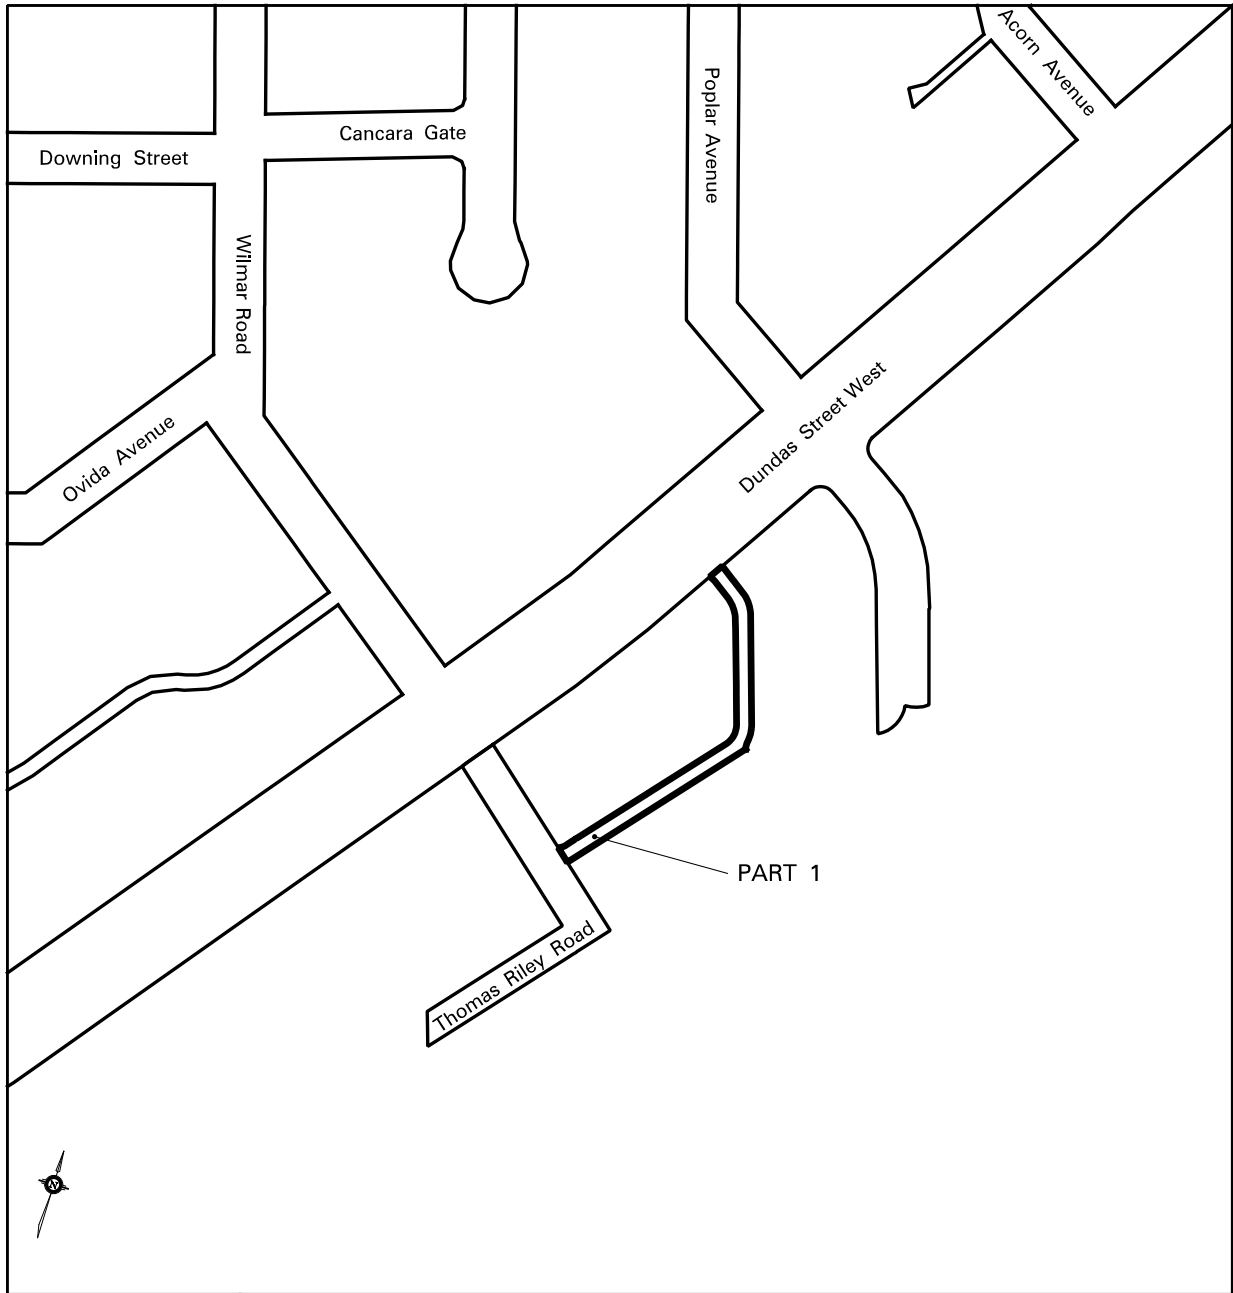 Acorn Avenue
Poplar Avenue
Cancara Gate
Downing Street
Wilmar Road
Dundas Street West
Ovida Avenue
PART 1
Thomas Riley Road
N